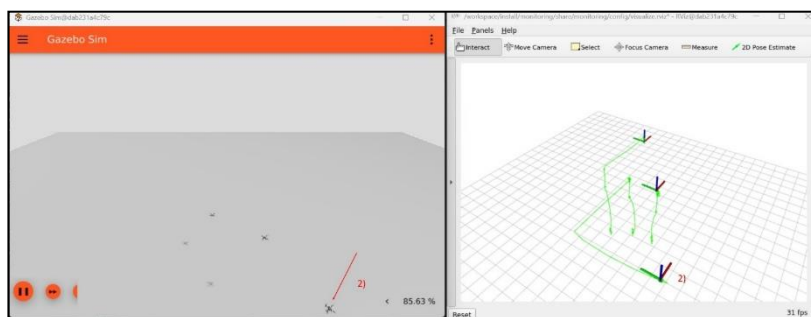 Gazebo Sim@dab231a4c79c
Gazebo Sim
2)
85.63 %
File Panels Help
Interact Move Camera Select Focus Camera Measure 2D Pose Estimate
2)
Reset
31 fps